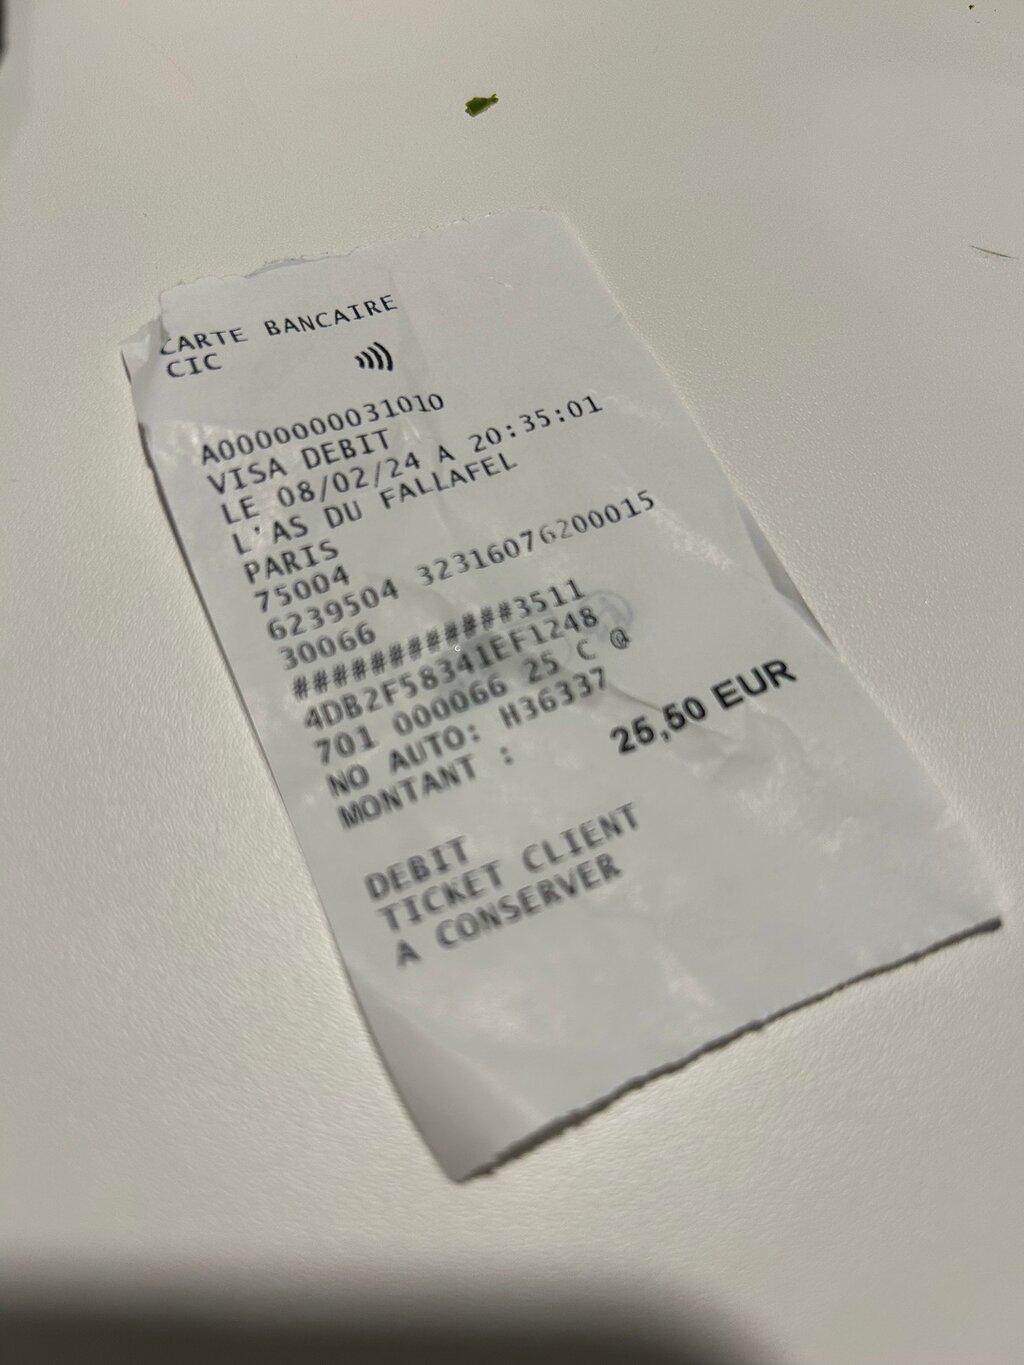 CARTE BANCAIRE
CIC
A0000000031010
VISA DEBIT
LE 08/02/24 A 20:35:01
L'AS DU FALLAFEL
PARIS
75004
6239504 32316076200015
30066
############3511
4DB2F58341EF1248
701 000066 25 C @
NO AUTO: H36337
MONTANT : 25,50 EUR
DEBIT
TICKET CLIENT
A CONSERVER